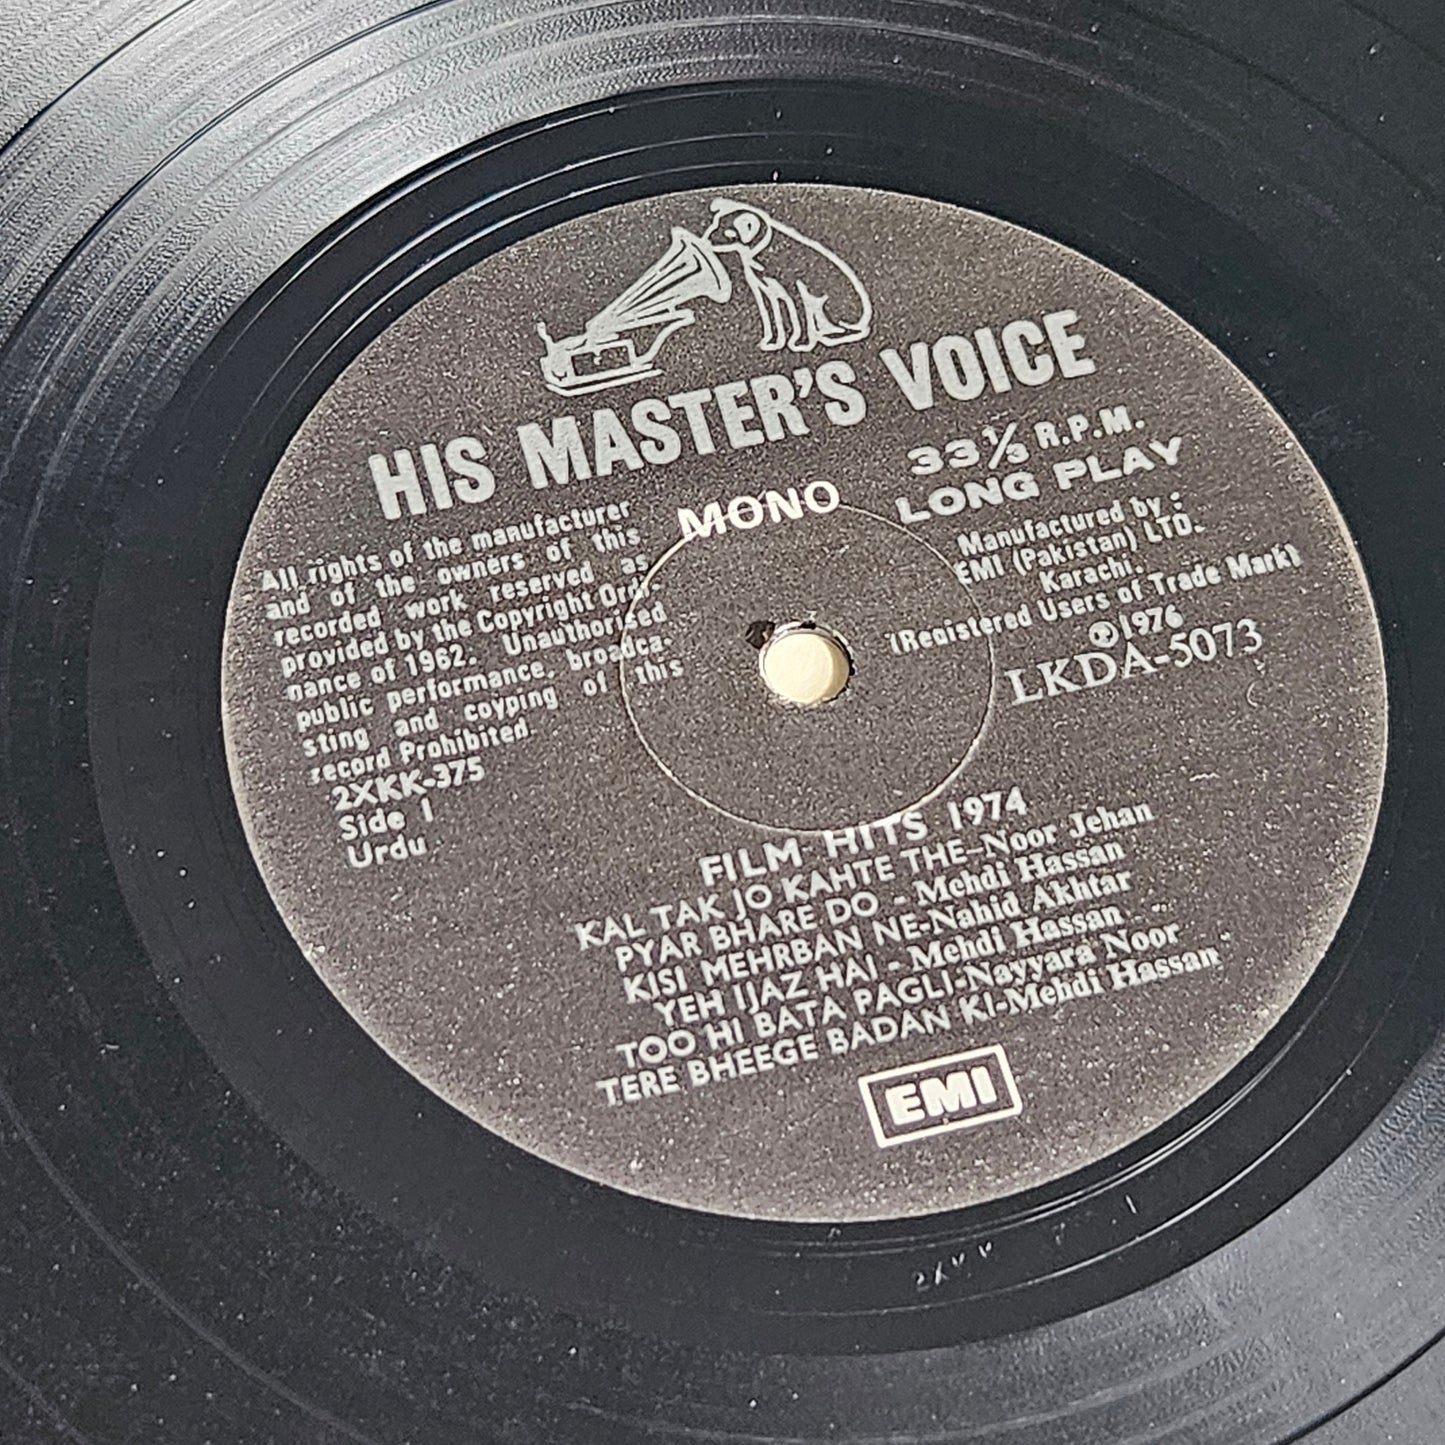 HIS MASTER'S VOICE
MONO
33⅓ R.P.M.
LONG PLAY
All rights of the manufacturer
and of the owners of this
recorded work reserved as
provided by the Copyright Ordi-
nance of 1962. Unauthorised
public performance, broadca-
sting and coyping of this
record Prohibited
2XKK-375
Side 1
Urdu
Manufactured by :
EMI (Pakistan) LTD.
Karachi.
(Registered Users of Trade Mark)
℗1976
LKDA-5073
FILM HITS 1974
KAL TAK JO KAHTE THE-Noor Jehan
PYAR BHARE DO - Mehdi Hassan
KISI MEHRBAN NE-Nahid Akhtar
YEH IJAZ HAI - Mehdi Hassan
TOO HI BATA PAGLI-Nayyara Noor
TERE BHEEGE BADAN KI-Mehdi Hassan
EMI